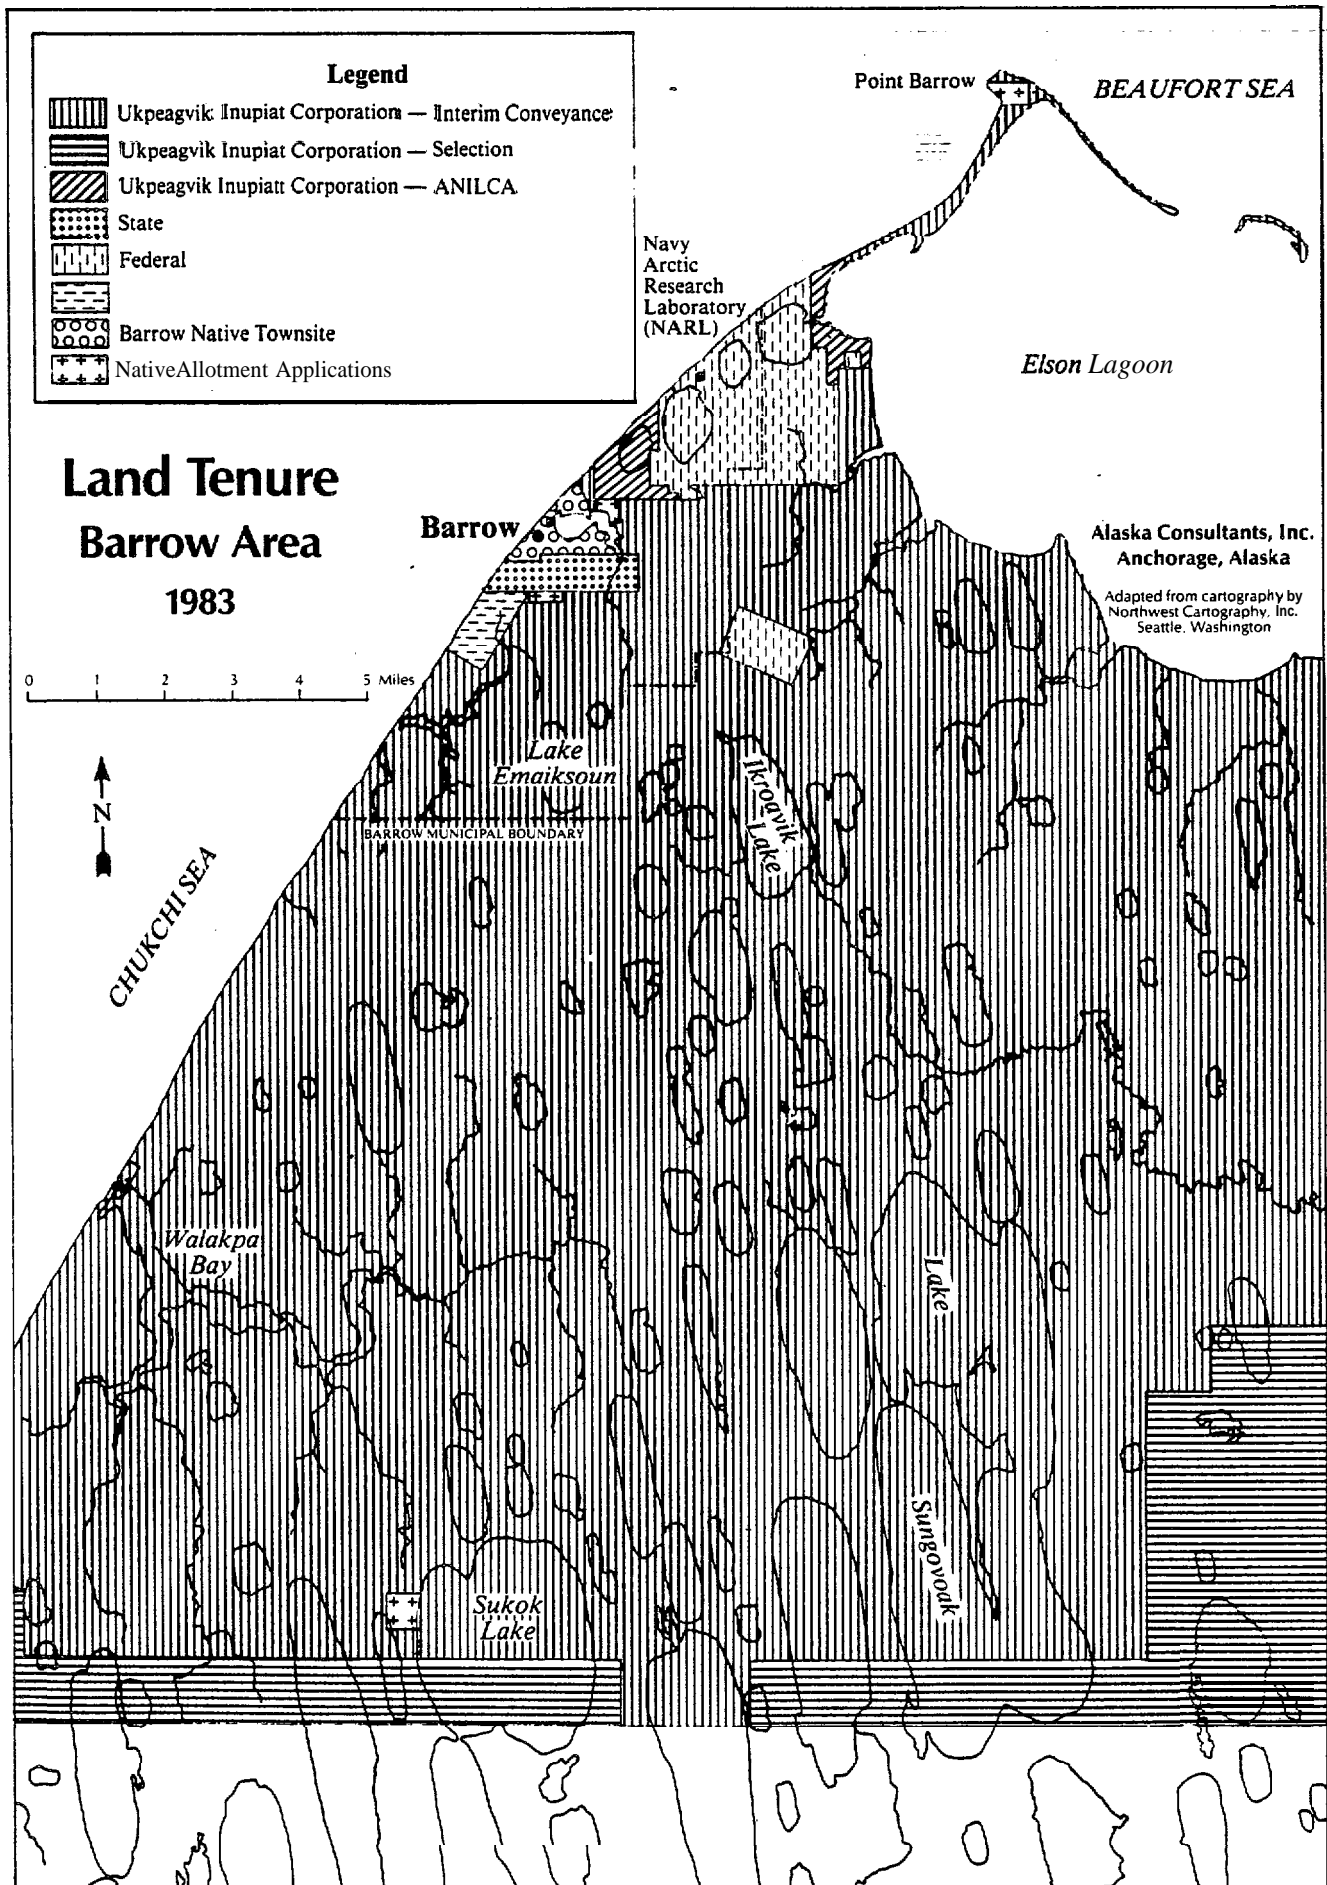 Legend
Ukpeagvik Inupiat Corporation — Interim Conveyance
Ukpeagvik Inupiat Corporation — Selection
Ukpeagvik Inupiatt Corporation — ANILCA
State
Federal
Barrow Native Townsite
NativeAllotment Applications
Point Barrow
BEAUFORT SEA
Navy
Arctic
Research
Laboratory
(NARL)
Elson Lagoon
Land Tenure
Barrow Area
1983
Barrow
Alaska Consultants, Inc.
Anchorage, Alaska
Adapted from cartography by
Northwest Cartography, Inc.
Seattle, Washington
0 1 2 3 4 5 Miles
N
Lake
Emaiksoun
Ikroavik
Lake
BARROW MUNICIPAL BOUNDARY
CHUKCHI SEA
Walakpa
Bay
Lake
Sungovoak
Sukok
Lake